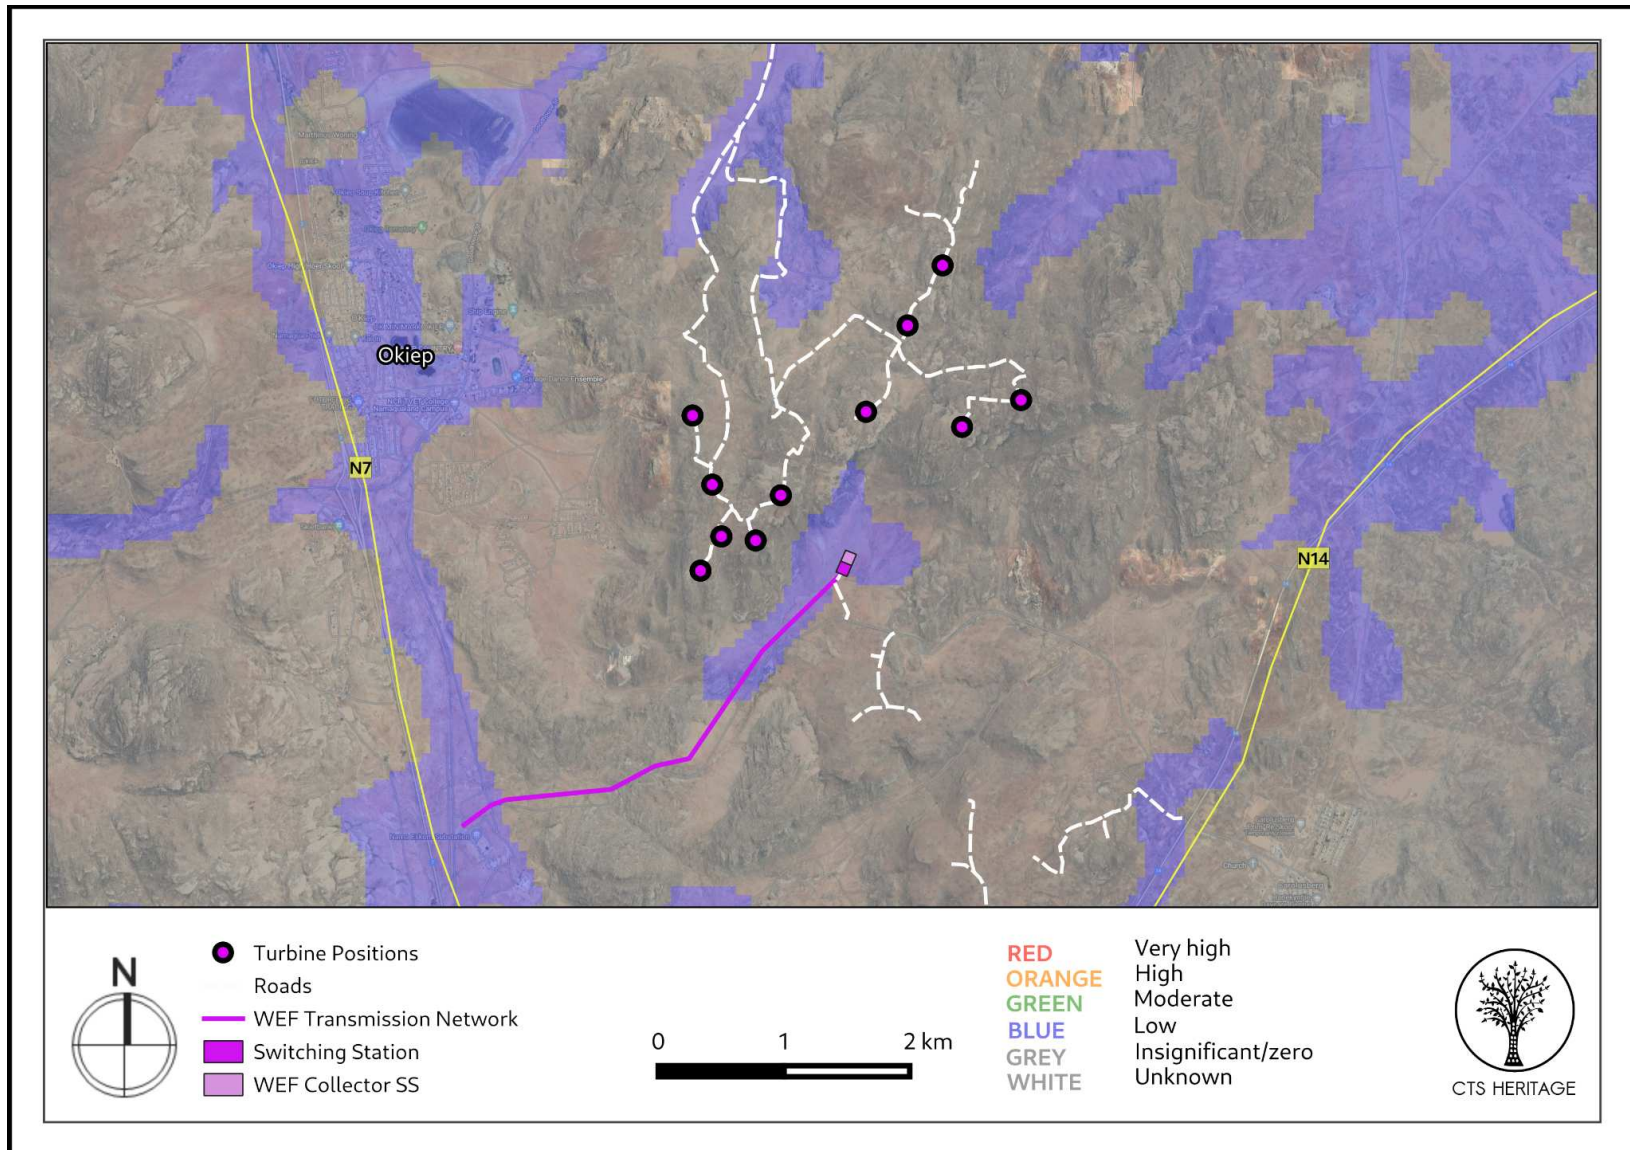 Okiep
N7
N14
N
Turbine Positions
Roads
WEF Transmission Network
Switching Station
WEF Collector SS
0 1 2 km
RED Very high
ORANGE High
GREEN Moderate
BLUE Low
GREY Insignificant/zero
WHITE Unknown
CTS HERITAGE